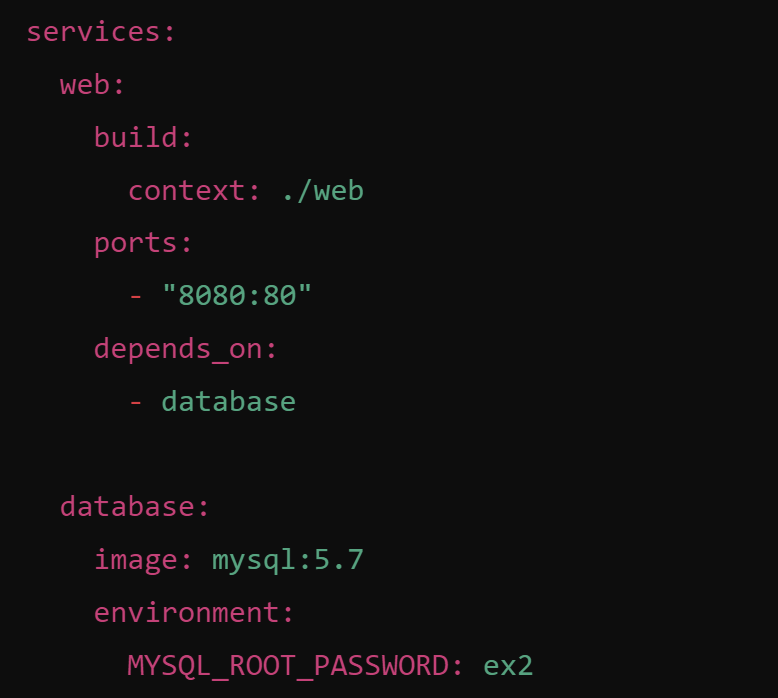 services:
  web:
    build:
      context: ./web
    ports:
      - "8080:80"
    depends_on:
      - database

  database:
    image: mysql:5.7
    environment:
      MYSQL_ROOT_PASSWORD: ex2